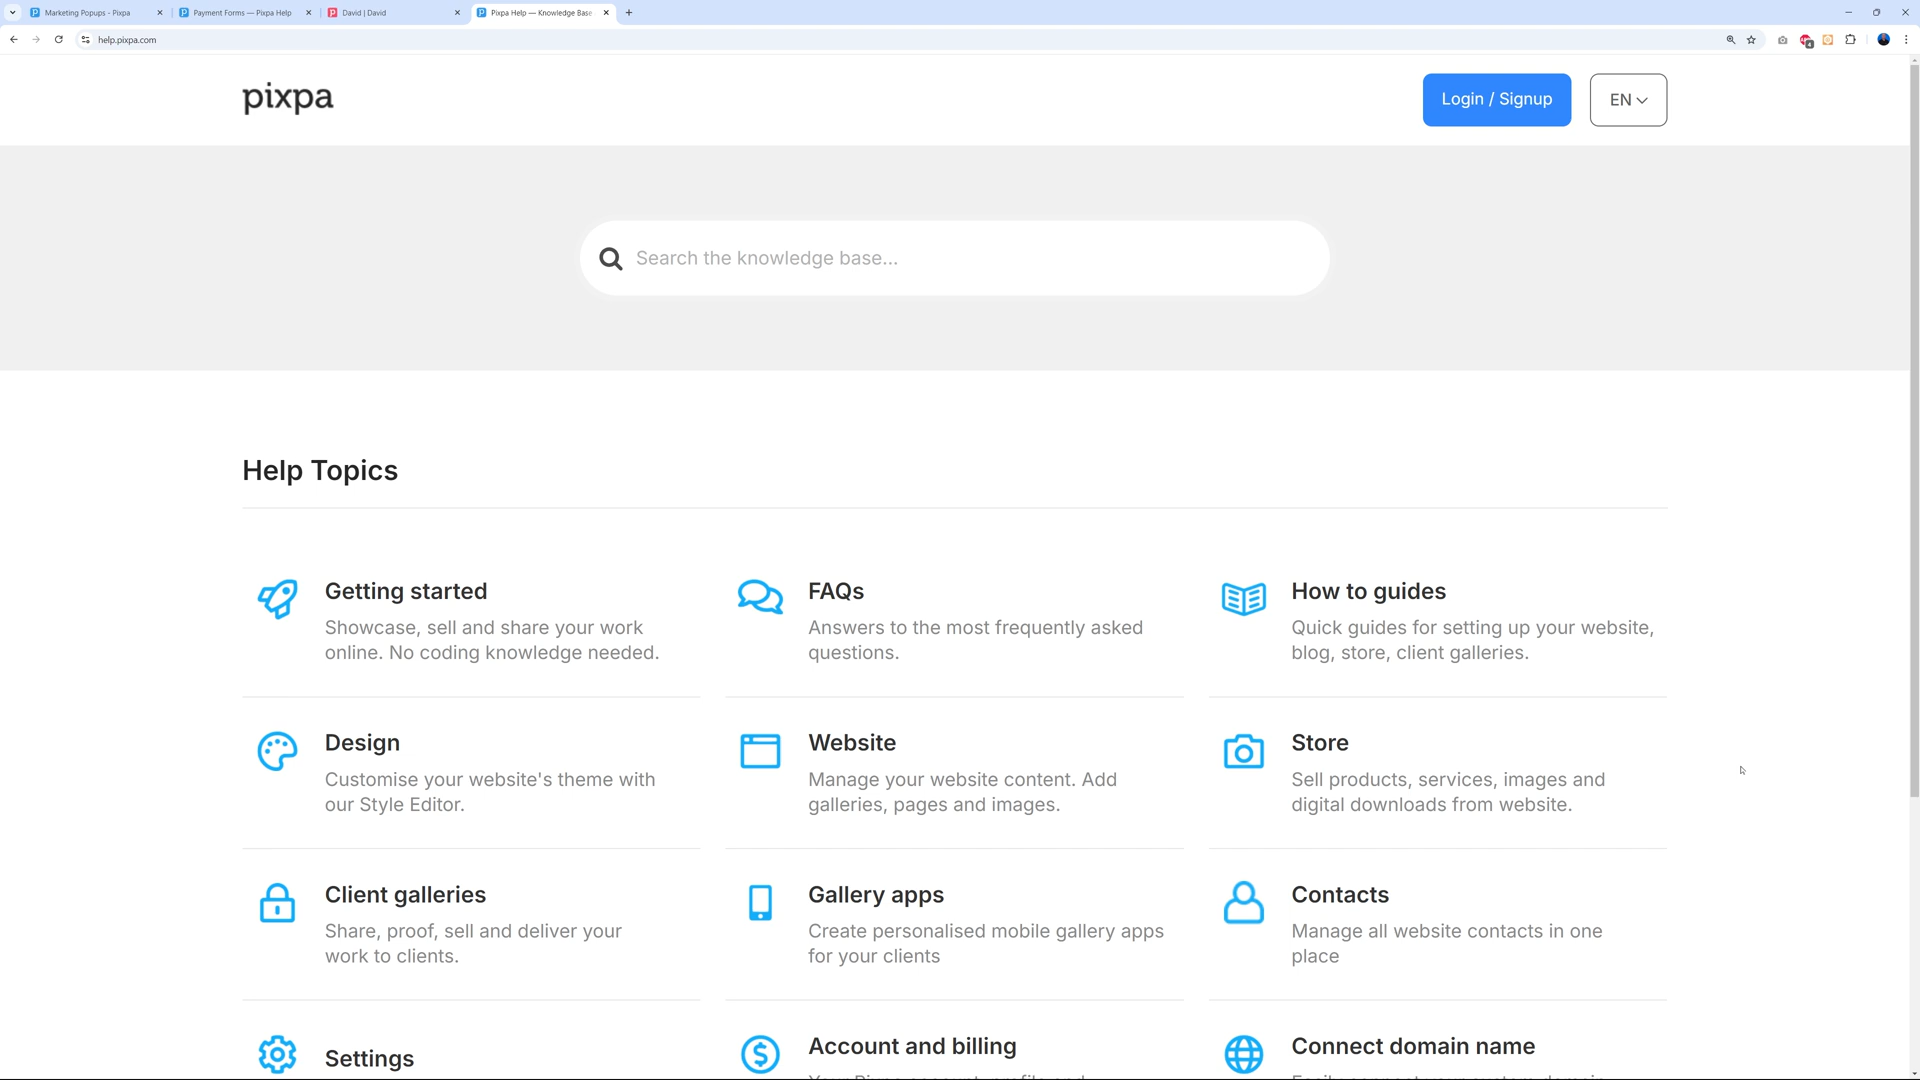 Marketing Popups - Pixpa
Payment Forms — Pixpa Help
David | David
Pixpa Help — Knowledge Base
help.pixpa.com
pixpa
Login / Signup
EN
Search the knowledge base...
Help Topics
Getting started
Showcase, sell and share your work
online. No coding knowledge needed.
FAQs
Answers to the most frequently asked
questions.
How to guides
Quick guides for setting up your website,
blog, store, client galleries.
Design
Customise your website's theme with
our Style Editor.
Website
Manage your website content. Add
galleries, pages and images.
Store
Sell products, services, images and
digital downloads from website.
Client galleries
Share, proof, sell and deliver your
work to clients.
Gallery apps
Create personalised mobile gallery apps
for your clients
Contacts
Manage all website contacts in one
place
Settings
Account and billing
Connect domain name